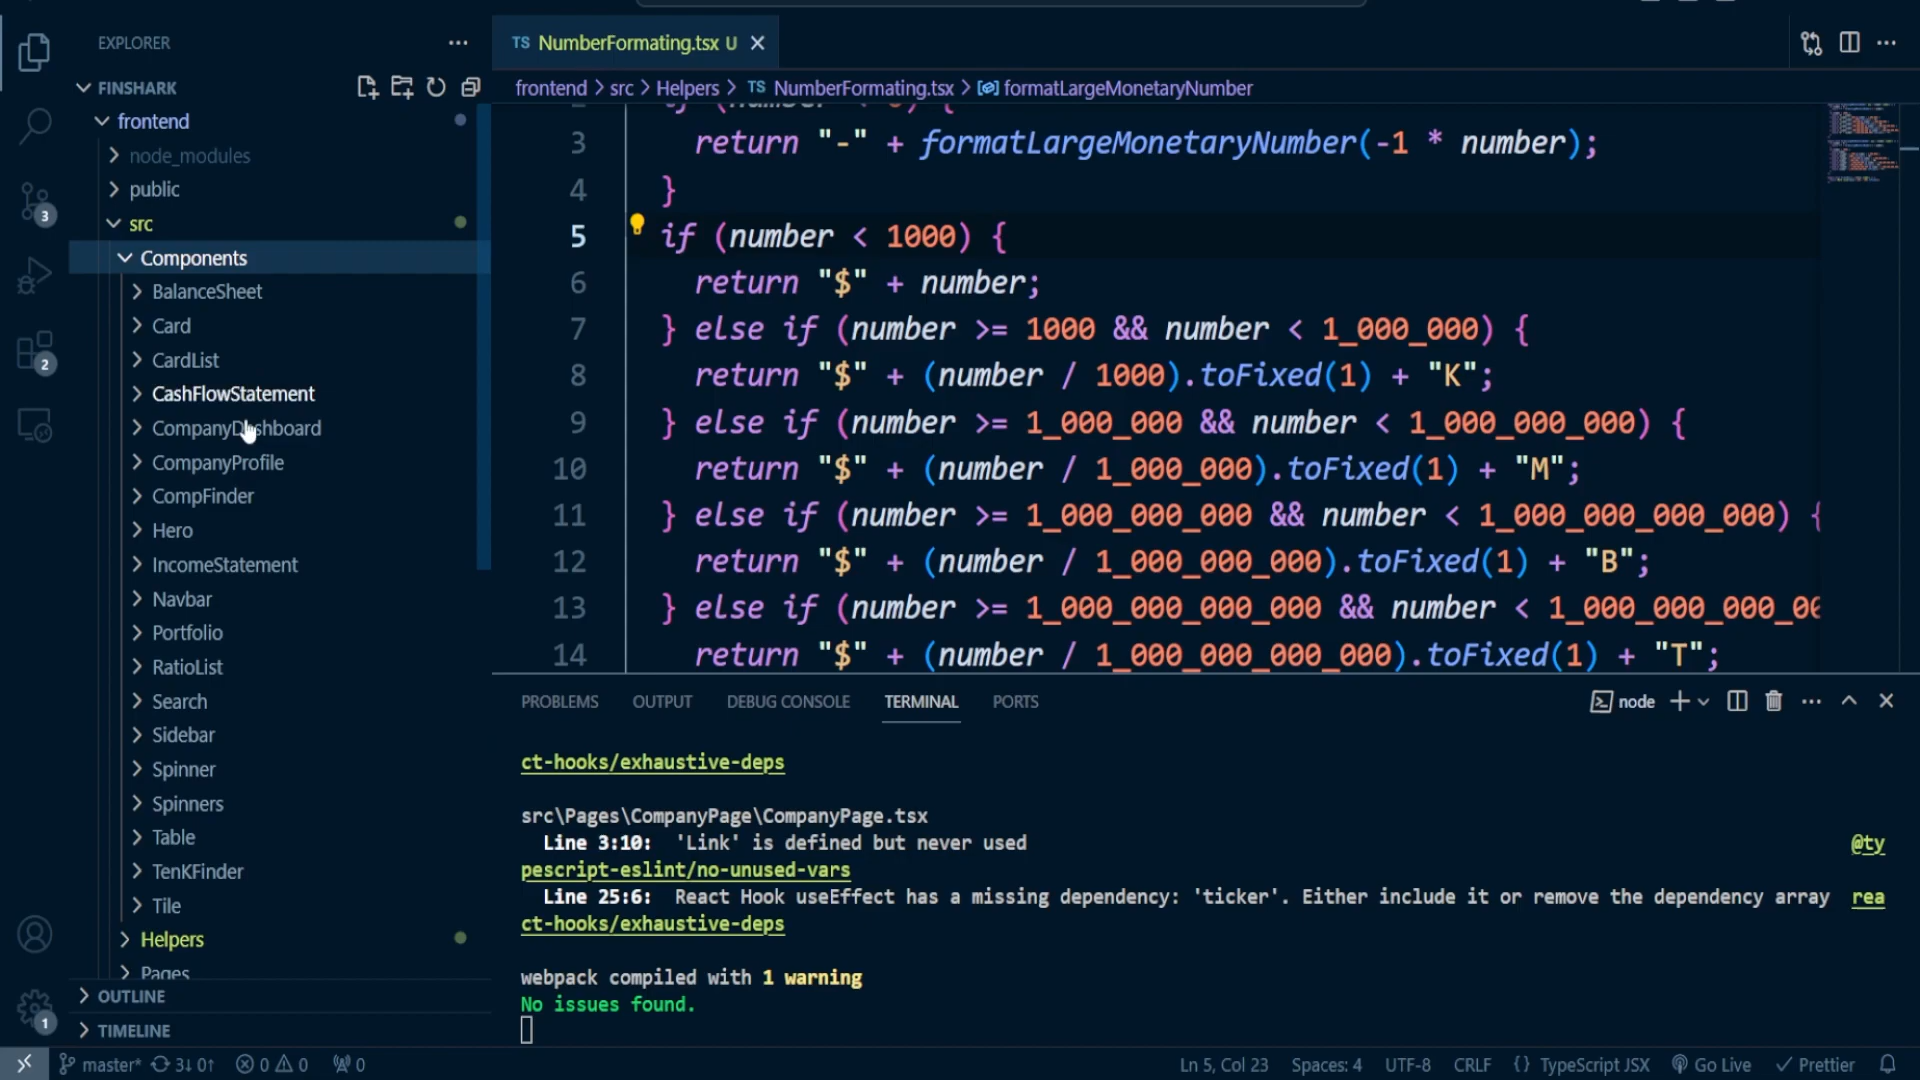 EXPLORER
FINSHARK
frontend
node_modules
public
src
Components
BalanceSheet
Card
CardList
CashFlowStatement
CompanyDashboard
CompanyProfile
CompFinder
Hero
IncomeStatement
Navbar
Portfolio
RatioList
Search
Sidebar
Spinner
Spinners
Table
TenKFinder
Tile
Helpers
Pages
OUTLINE
TIMELINE
3
2
1
TS NumberFormating.tsx U
frontend > src > Helpers > TS NumberFormating.tsx > formatLargeMonetaryNumber
3 return "-" + formatLargeMonetaryNumber(-1 * number);
4 }
5 if (number < 1000) {
6 return "$" + number;
7 } else if (number >= 1000 && number < 1_000_000) {
8 return "$" + (number / 1000).toFixed(1) + "K";
9 } else if (number >= 1_000_000 && number < 1_000_000_000) {
10 return "$" + (number / 1_000_000).toFixed(1) + "M";
11 } else if (number >= 1_000_000_000 && number < 1_000_000_000_000) {
12 return "$" + (number / 1_000_000_000).toFixed(1) + "B";
13 } else if (number >= 1_000_000_000_000 && number < 1_000_000_000_00
14 return "$" + (number / 1_000_000_000_000).toFixed(1) + "T";
PROBLEMS OUTPUT DEBUG CONSOLE TERMINAL PORTS node
ct-hooks/exhaustive-deps
src\Pages\CompanyPage\CompanyPage.tsx
Line 3:10: 'Link' is defined but never used @ty
pescript-eslint/no-unused-vars
Line 25:6: React Hook useEffect has a missing dependency: 'ticker'. Either include it or remove the dependency array rea
ct-hooks/exhaustive-deps
webpack compiled with 1 warning
No issues found.
master* 3↓ 0↑ 0 0 0 Ln 5, Col 23 Spaces: 4 UTF-8 CRLF {} TypeScript JSX Go Live Prettier